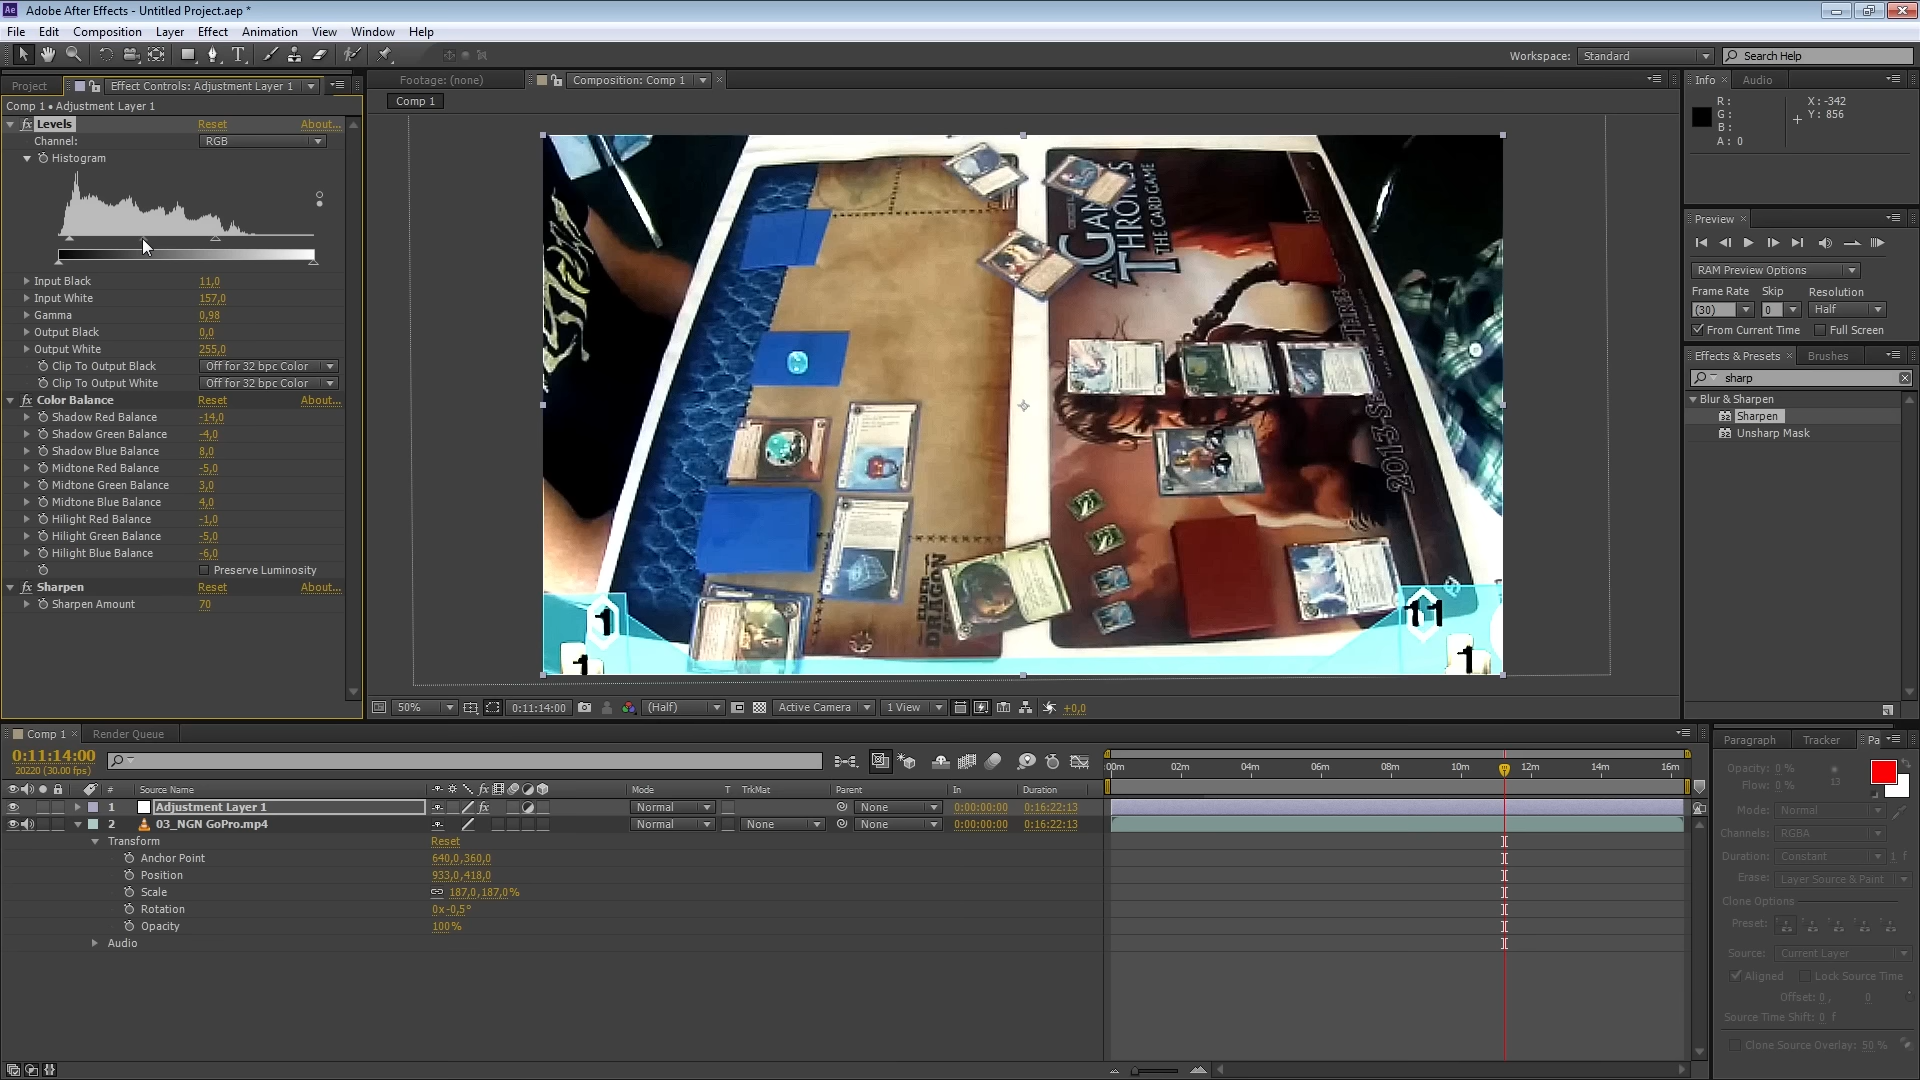 Adobe After Effects - Untitled Project.aep *
File Edit Composition Layer Effect Animation View Window Help
Workspace: Standard Search Help
Project Effect Controls: Adjustment Layer 1
Comp 1 • Adjustment Layer 1
fx Levels Reset About...
Channel: RGB
Histogram
Input Black 11,0
Input White 157,0
Gamma 0,98
Output Black 0,0
Output White 255,0
Clip To Output Black Off for 32 bpc Color
Clip To Output White Off for 32 bpc Color
fx Color Balance Reset About...
Shadow Red Balance -14,0
Shadow Green Balance -4,0
Shadow Blue Balance 8,0
Midtone Red Balance -5,0
Midtone Green Balance 3,0
Midtone Blue Balance 4,0
Hilight Red Balance -1,0
Hilight Green Balance -5,0
Hilight Blue Balance -6,0
Preserve Luminosity
fx Sharpen Reset About...
Sharpen Amount 70
Footage: (none) Composition: Comp 1
Comp 1
A GAME
THRONES
THE CARD GAME
ELDER
DRAGON
1
1
11
1
50% 0:11:14:00 (Half) Active Camera 1 View +0,0
Info Audio
R: X: -342
G: Y: 856
B:
A: 0
Preview
RAM Preview Options
Frame Rate Skip Resolution
(30) 0 Half
From Current Time Full Screen
Effects & Presets Brushes
sharp
Blur & Sharpen
Sharpen
Unsharp Mask
Comp 1 Render Queue
0:11:14:00
20220 (30.00 fps)
# Source Name Mode T TrkMat Parent In Duration
1 Adjustment Layer 1 Normal None 0:00:00:00 0:16:22:13
2 03_NGN GoPro.mp4 Normal None None 0:00:00:00 0:16:22:13
Transform Reset
Anchor Point 640,0,360,0
Position 933,0,418,0
Scale 187,0,187,0%
Rotation 0x-0,5°
Opacity 100%
Audio
:00m 02m 04m 06m 08m 10m 12m 14m 16m
Paragraph Tracker Pa
Opacity: 0 %
Flow: 0 % 13
Mode: Normal
Channels: RGBA
Duration: Constant 1 f
Erase: Layer Source & Paint
Clone Options
Preset:
Source: Current Layer
Aligned Lock Source Time
Offset: 0 , 0
Source Time Shift: 0 f
Clone Source Overlay: 50 %